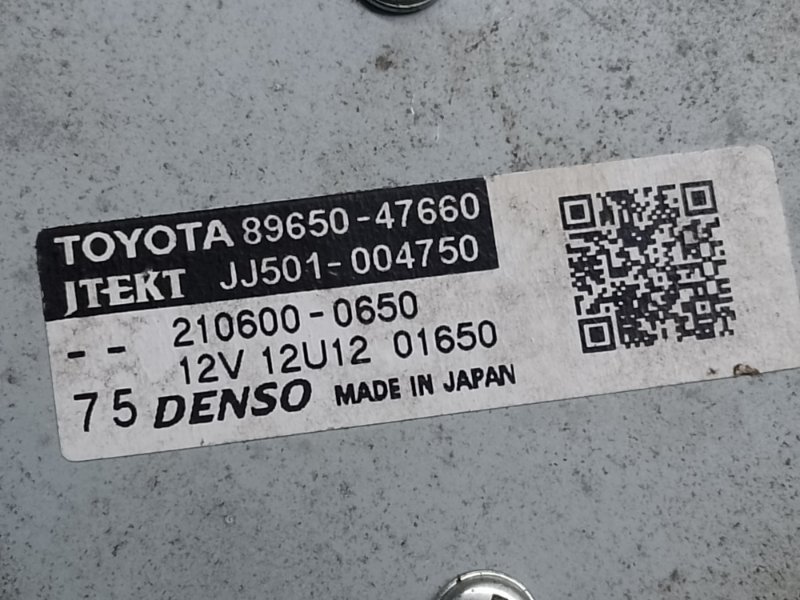 TOYOTA 89650-47660
JTEKT JJ501-004750
-- 210600-0650
12V 12U12 01650
75 DENSO MADE IN JAPAN